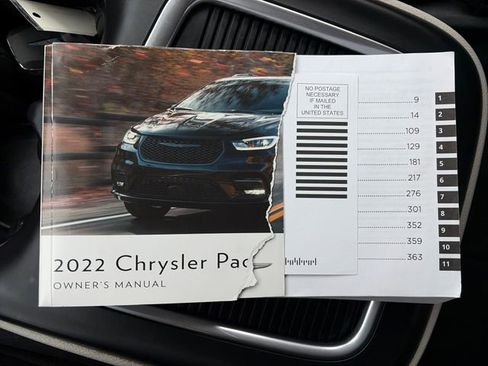 2022 Chrysler Pac
OWNER'S MANUAL
NO POSTAGE
NECESSARY
IF MAILED
IN THE
UNITED STATES
9 1
14 2
109 3
129 4
181 5
217 6
276 7
301 8
352 9
359 10
363 11